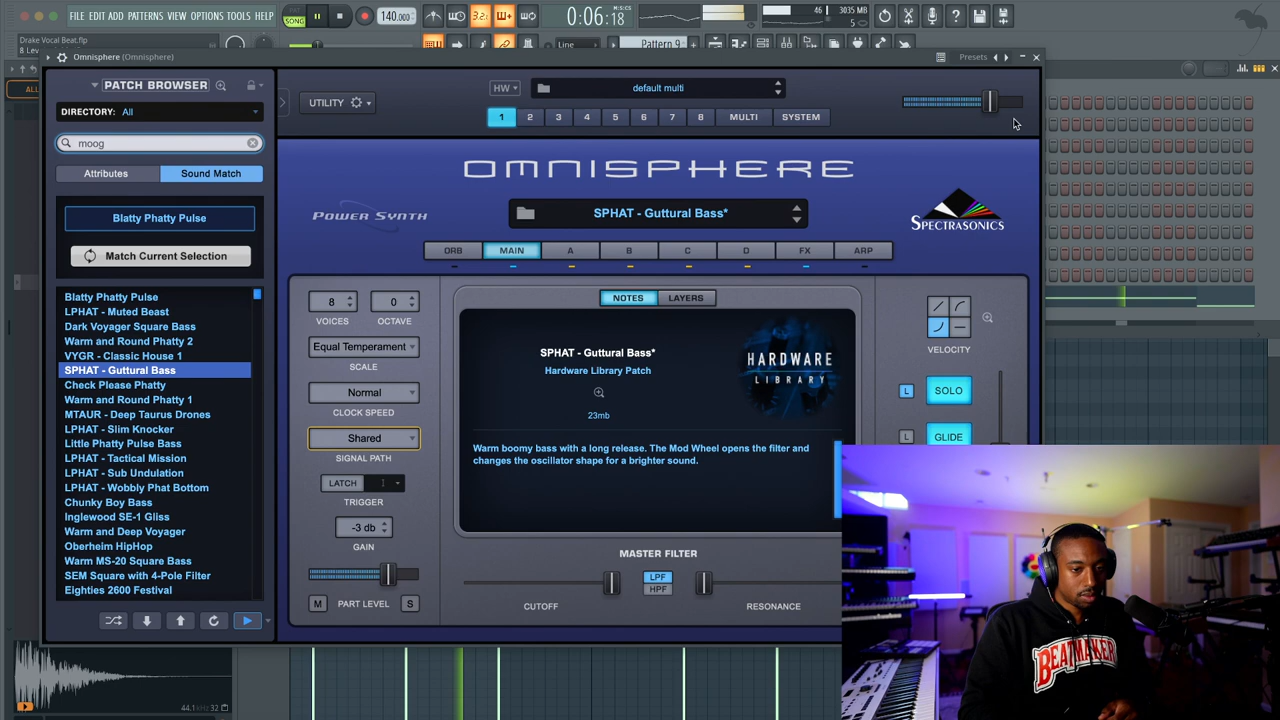 FILE EDIT ADD PATTERNS VIEW OPTIONS TOOLS HELP
PAT
SONG
140.000
3.2:
0:06:18
46
3035 MB
5
Drake Vocal Beat.flp
8
Line
Pattern 9
Omnisphere (Omnisphere)
Presets
PATCH BROWSER
DIRECTORY: All
moog
Attributes
Sound Match
Blatty Phatty Pulse
Match Current Selection
Blatty Phatty Pulse
LPHAT - Muted Beast
Dark Voyager Square Bass
Warm and Round Phatty 2
VYGR - Classic House 1
SPHAT - Guttural Bass
Check Please Phatty
Warm and Round Phatty 1
MTAUR - Deep Taurus Drones
LPHAT - Slim Knocker
Little Phatty Pulse Bass
LPHAT - Tactical Mission
LPHAT - Sub Undulation
LPHAT - Wobbly Phat Bottom
Chunky Boy Bass
Inglewood SE-1 Gliss
Warm and Deep Voyager
Oberheim HipHop
Warm MS-20 Square Bass
SEM Square with 4-Pole Filter
Eighties 2600 Festival
UTILITY
HW
default multi
1 2 3 4 5 6 7 8 MULTI SYSTEM
OMNISPHERE
POWER SYNTH
SPHAT - Guttural Bass*
SPECTRASONICS
ORB MAIN A B C D FX ARP
8
0
VOICES
OCTAVE
Equal Temperament
SCALE
Normal
CLOCK SPEED
Shared
SIGNAL PATH
LATCH
1
TRIGGER
-3 db
GAIN
M PART LEVEL S
NOTES LAYERS
SPHAT - Guttural Bass*
Hardware Library Patch
23mb
HARDWARE
LIBRARY
Warm boomy bass with a long release. The Mod Wheel opens the filter and
changes the oscillator shape for a brighter sound.
MASTER FILTER
LPF
HPF
CUTOFF
RESONANCE
VELOCITY
L SOLO
L GLIDE
BEATMAKER
44.1kHz 32